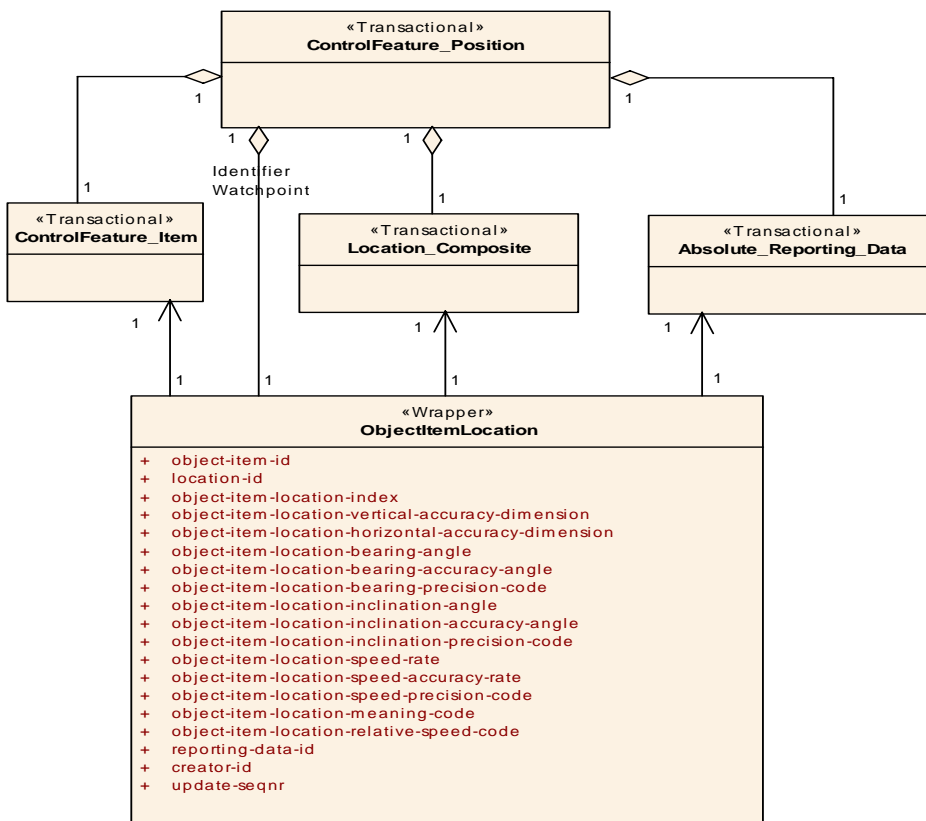 «Transactional»
ControlFeature_Position
1
1
1
1
Identifier
Watchpoint
1
1
1
1
«Transactional»
ControlFeature_Item
«Transactional»
Location_Composite
«Transactional»
Absolute_Reporting_Data
1
1
1
1
1
1
1
«Wrapper»
ObjectItemLocation
+ object-item-id
+ location-id
+ object-item-location-index
+ object-item-location-vertical-accuracy-dimension
+ object-item-location-horizontal-accuracy-dimension
+ object-item-location-bearing-angle
+ object-item-location-bearing-accuracy-angle
+ object-item-location-bearing-precision-code
+ object-item-location-inclination-angle
+ object-item-location-inclination-accuracy-angle
+ object-item-location-inclination-precision-code
+ object-item-location-speed-rate
+ object-item-location-speed-accuracy-rate
+ object-item-location-speed-precision-code
+ object-item-location-meaning-code
+ object-item-location-relative-speed-code
+ reporting-data-id
+ creator-id
+ update-seqnr